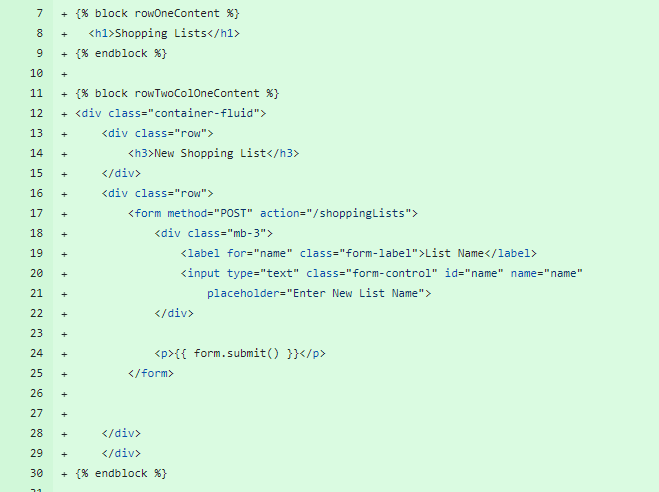 7 + {% block rowOneContent %}
8 +   <h1>Shopping Lists</h1>
9 + {% endblock %}
10 +
11 + {% block rowTwoColOneContent %}
12 + <div class="container-fluid">
13 +     <div class="row">
14 +         <h3>New Shopping List</h3>
15 +     </div>
16 +     <div class="row">
17 +         <form method="POST" action="/shoppingLists">
18 +             <div class="mb-3">
19 +                 <label for="name" class="form-label">List Name</label>
20 +                 <input type="text" class="form-control" id="name" name="name"
21 +                     placeholder="Enter New List Name">
22 +             </div>
23 +
24 +             <p>{{ form.submit() }}</p>
25 +         </form>
26 +
27 +
28 +     </div>
29 +     </div>
30 + {% endblock %}